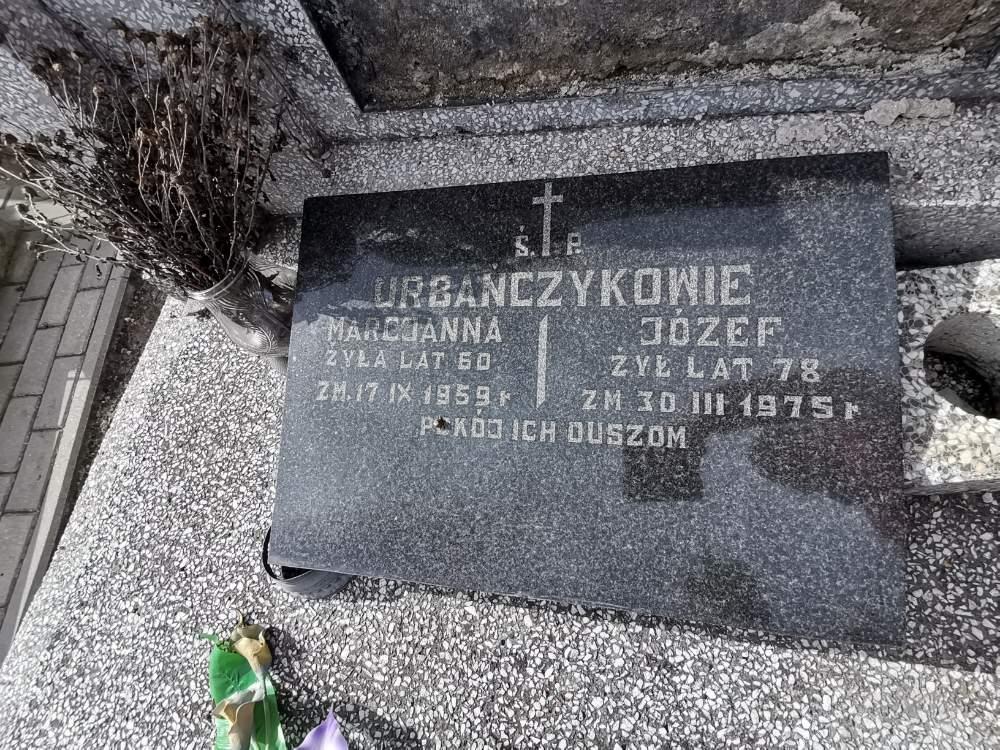 Ś. P.
URBAŃCZYKOWIE
MARCJANNA
ŻYŁA LAT 60
ZM. 17 IX 1959 r
JÓZEF
ŻYŁ LAT 78
ZM 30 III 1975 r
POKÓJ ICH DUSZOM